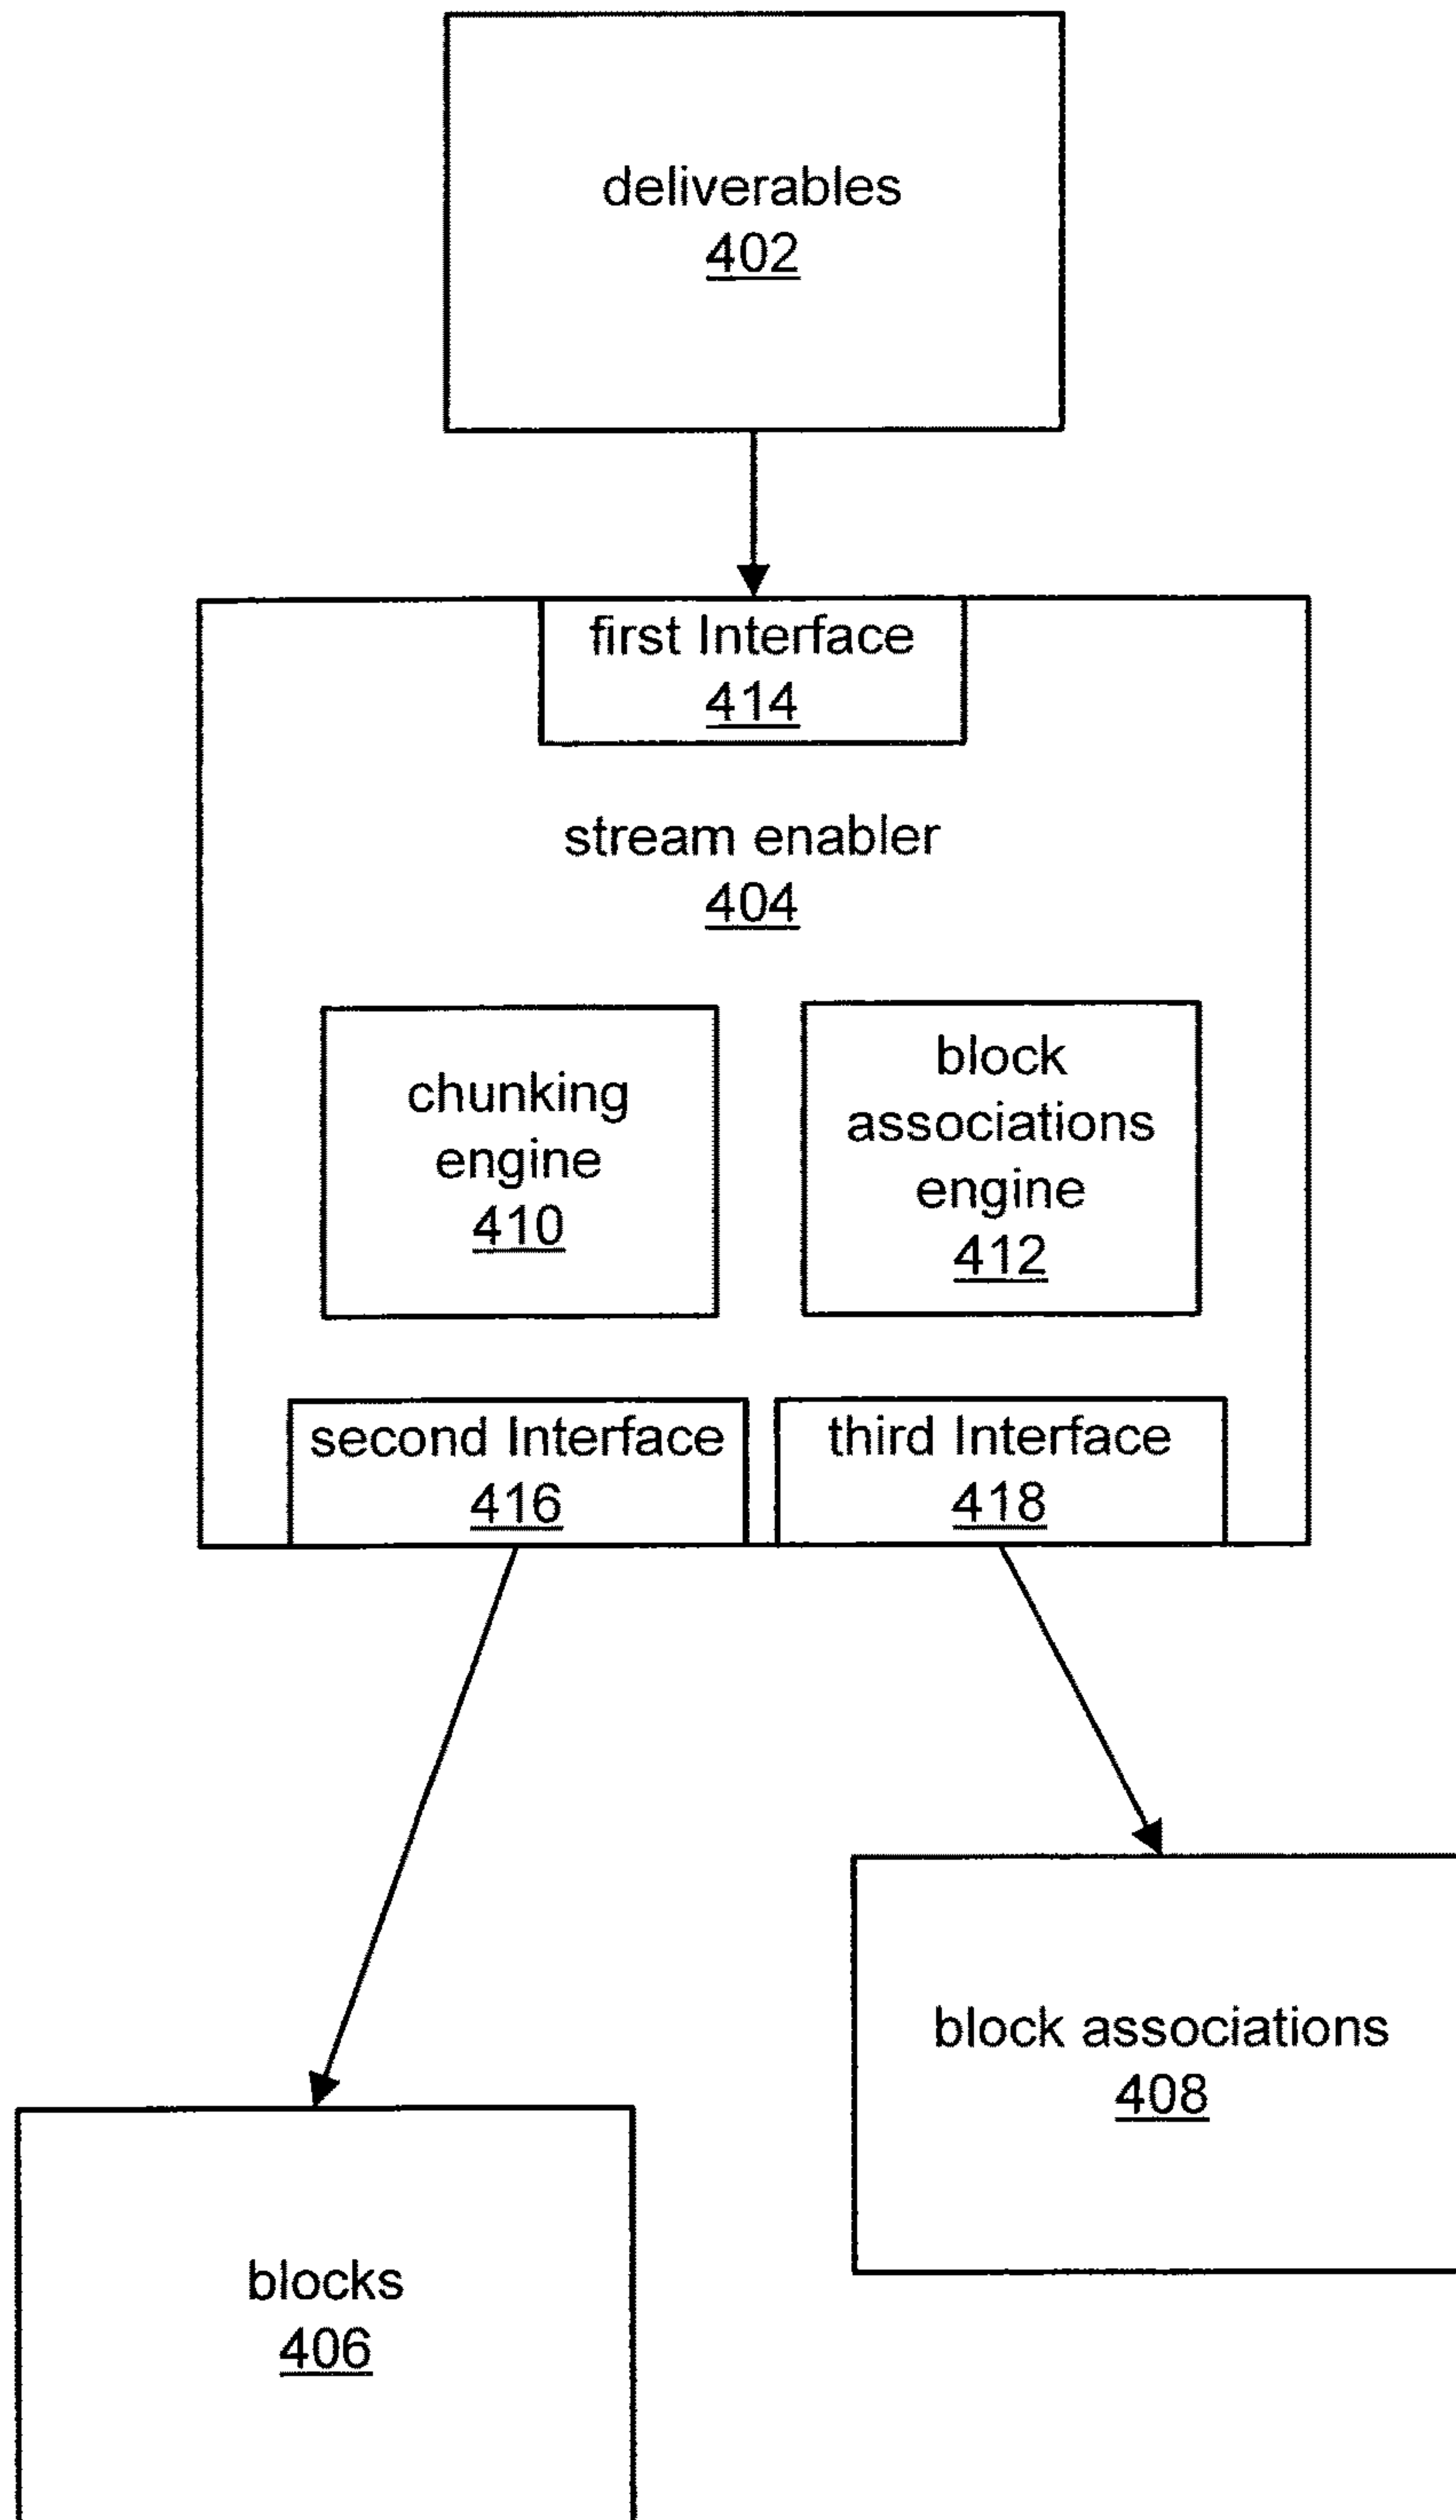 deliverables
402
first Interface
414
stream enabler
404
chunking
engine
410
block
associations
engine
412
second Interface
416
third Interface
418
block associations
408
blocks
406